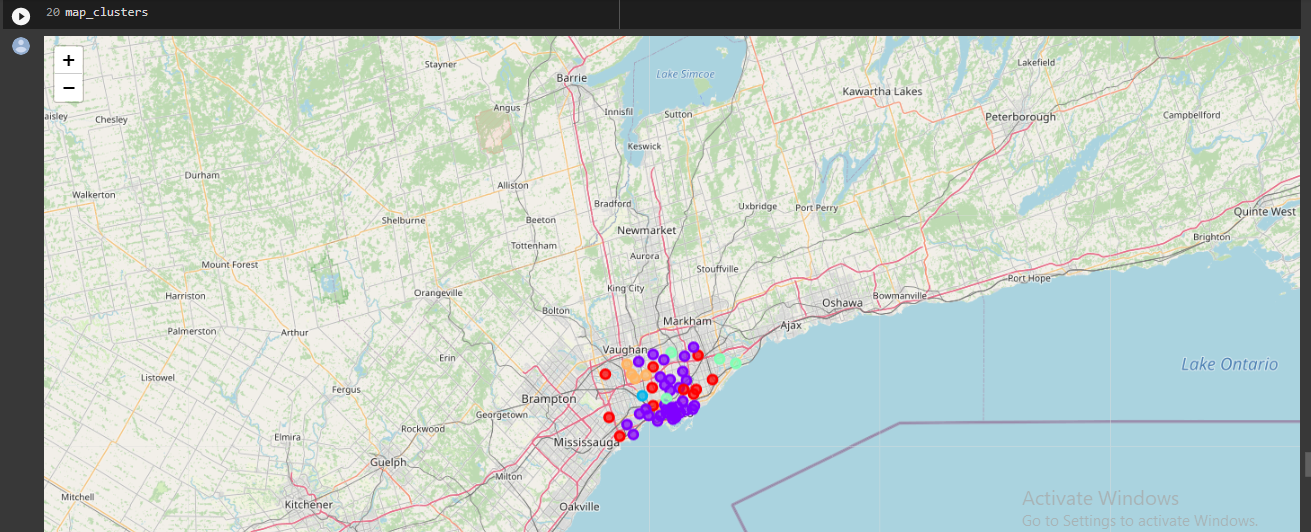 20 map_clusters
+
−
Stayner
Barrie
Lake Simcoe
Lakefield
Kawartha Lakes
Angus
Innisfil
Sutton
Peterborough
Campbellford
aisley
Chesley
Keswick
Durham
Alliston
Walkerton
Bradford
Uxbridge
Port Perry
Quinte West
Shelburne
Beeton
Newmarket
Brighton
Tottenham
Aurora
Mount Forest
Stouffville
Port Hope
King City
Harriston
Orangeville
Bowmanville
Oshawa
Bolton
Markham
Ajax
Palmerston
Arthur
Vaughan
Erin
Lake Ontario
Listowel
Fergus
Brampton
Georgetown
Rockwood
Elmira
Mississauga
Guelph
Milton
Mitchell
Kitchener
Oakville
Activate Windows
Go to Settings to activate Windows.